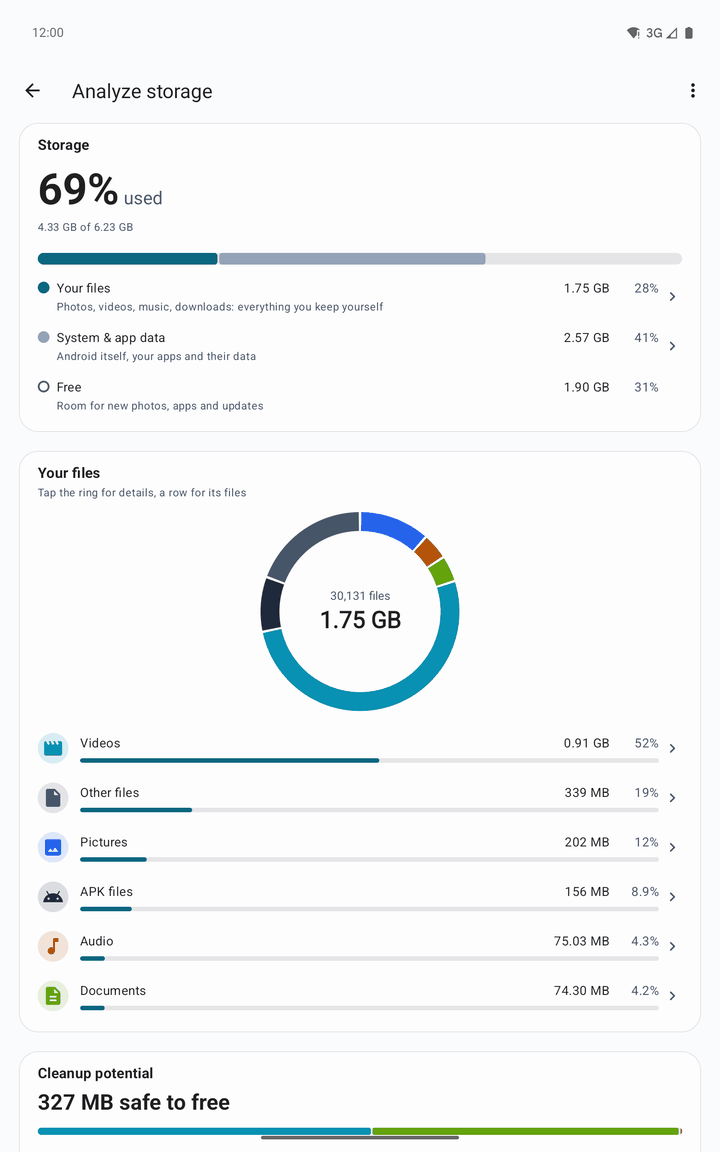 12:00
3G
Analyze storage
Storage
69% used
4.33 GB of 6.23 GB
Your files 1.75 GB 28%
Photos, videos, music, downloads: everything you keep yourself
System & app data 2.57 GB 41%
Android itself, your apps and their data
Free 1.90 GB 31%
Room for new photos, apps and updates
Your files
Tap the ring for details, a row for its files
30,131 files
1.75 GB
Videos 0.91 GB 52%
Other files 339 MB 19%
Pictures 202 MB 12%
APK files 156 MB 8.9%
Audio 75.03 MB 4.3%
Documents 74.30 MB 4.2%
Cleanup potential
327 MB safe to free